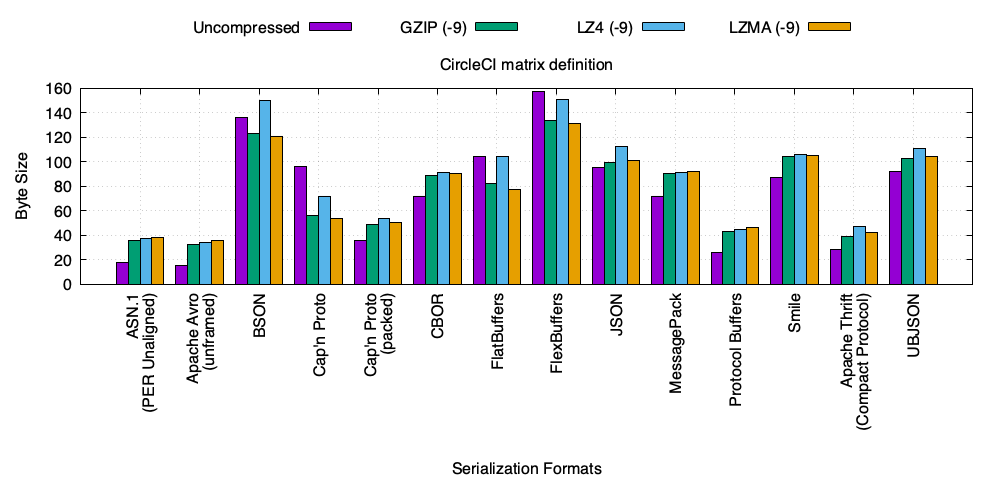 Uncompressed GZIP (-9) LZ4 (-9) LZMA (-9)
CircleCI matrix definition
160
140
120
100
80
60
40
20
0
Byte Size
ASN.1
(PER Unaligned)
Apache Avro
(unframed)
BSON
Cap'n Proto
Cap'n Proto
(packed)
CBOR
FlatBuffers
FlexBuffers
JSON
MessagePack
Protocol Buffers
Smile
Apache Thrift
(Compact Protocol)
UBJSON
Serialization Formats